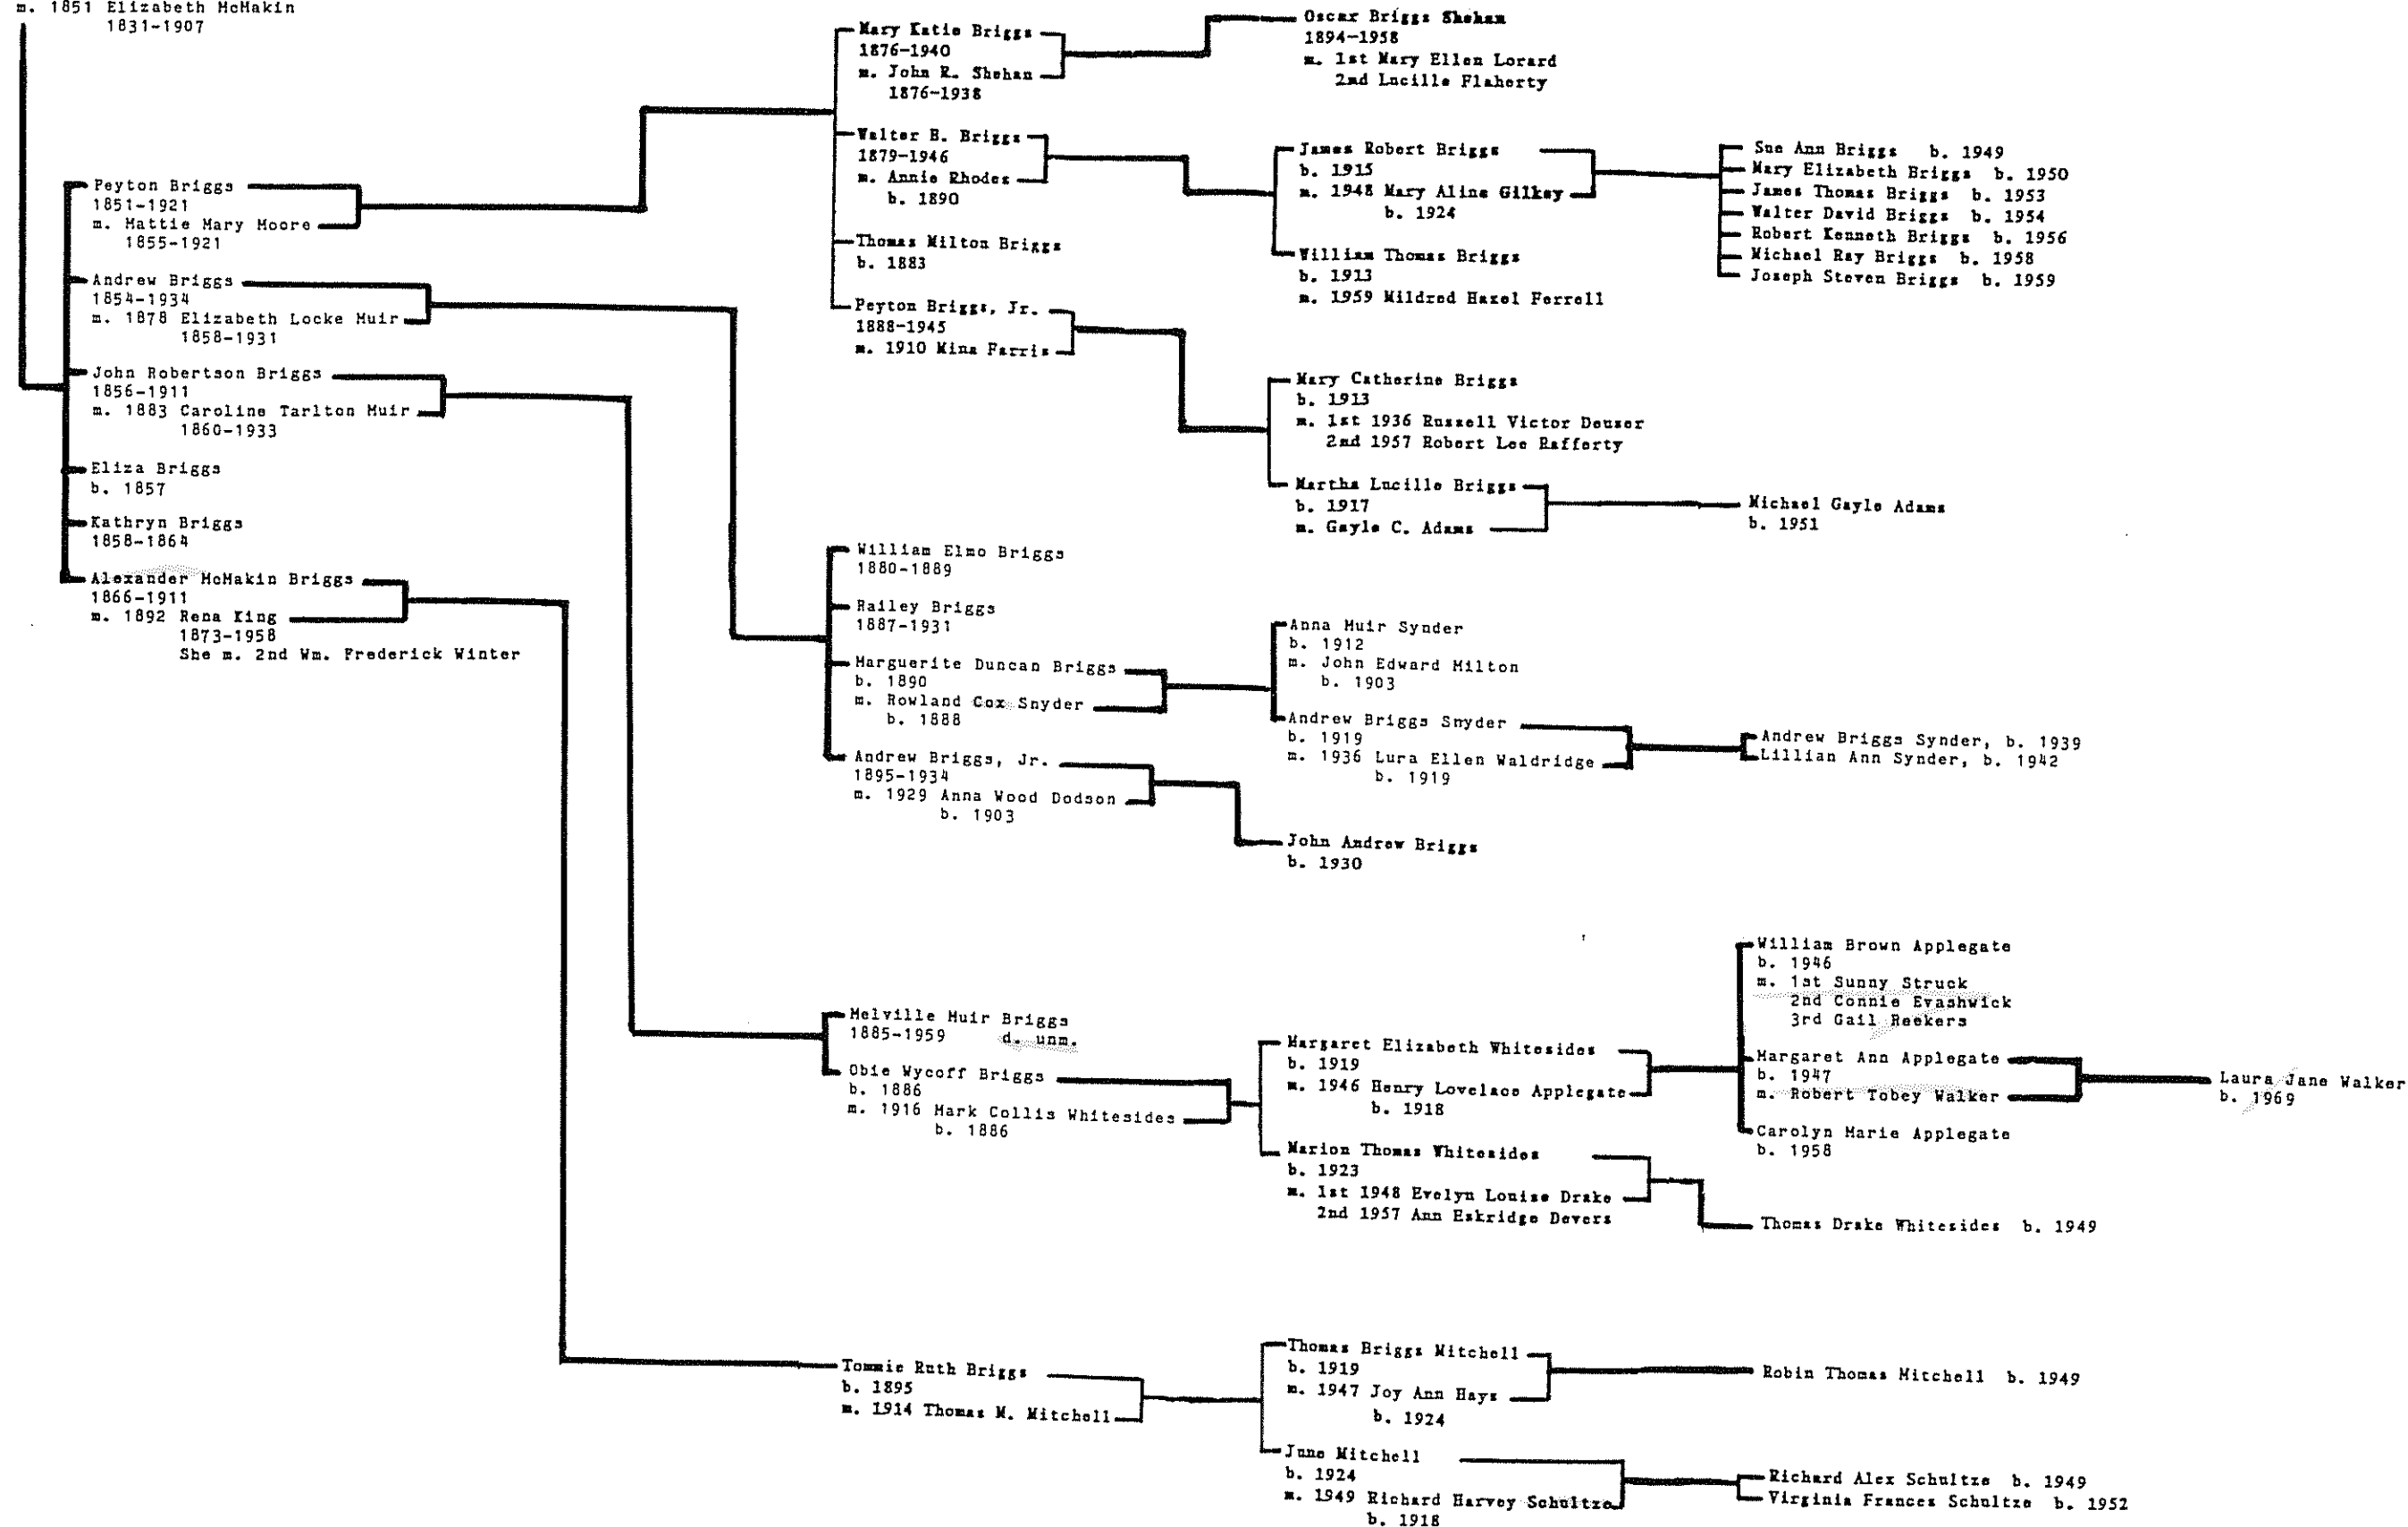 m. 1851 Elizabeth McMakin
1831-1907
Peyton Briggs
1851-1921
m. Mattie Mary Moore
1855-1921
Andrew Briggs
1854-1934
m. 1878 Elizabeth Locke Muir
1858-1931
John Robertson Briggs
1856-1911
m. 1883 Caroline Tarlton Muir
1860-1933
Eliza Briggs
b. 1857
Kathryn Briggs
1858-1864
Alexander McMakin Briggs
1866-1911
m. 1892 Rena King
1873-1958
She m. 2nd Wm. Frederick Winter
Mary Katie Briggs
1876-1940
m. John R. Shehan
1876-1938
Walter B. Briggs
1879-1946
m. Annie Rhodes
b. 1890
Thomas Milton Briggs
b. 1883
Peyton Briggs, Jr.
1888-1945
m. 1910 Mina Farris
William Elmo Briggs
1880-1889
Railey Briggs
1887-1931
Marguerite Duncan Briggs
b. 1890
m. Rowland Cox Snyder
b. 1888
Andrew Briggs, Jr.
1895-1934
m. 1929 Anna Wood Dodson
b. 1903
Melville Muir Briggs
1885-1959 d. unm.
Obie Wycoff Briggs
b. 1886
m. 1916 Mark Collis Whitesides
b. 1886
Tommie Ruth Briggs
b. 1895
m. 1914 Thomas M. Mitchell
Oscar Briggs Shehan
1894-1958
m. 1st Mary Ellen Lorard
2nd Lucille Flaherty
James Robert Briggs
b. 1915
m. 1948 Mary Aline Gilkey
b. 1924
William Thomas Briggs
b. 1913
m. 1959 Mildred Hazel Ferrell
Mary Catherine Briggs
b. 1913
m. 1st 1936 Russell Victor Deuser
2nd 1957 Robert Lee Rafferty
Martha Lucille Briggs
b. 1917
m. Gayle C. Adams
Anna Muir Synder
b. 1912
m. John Edward Milton
b. 1903
Andrew Briggs Snyder
b. 1919
m. 1936 Lura Ellen Waldridge
b. 1919
John Andrew Briggs
b. 1930
Margaret Elizabeth Whitesides
b. 1919
m. 1946 Henry Lovelace Applegate
b. 1918
Marion Thomas Whitesides
b. 1923
m. 1st 1948 Evelyn Louise Drake
2nd 1957 Ann Eskridge Devers
Thomas Briggs Mitchell
b. 1919
m. 1947 Joy Ann Hays
b. 1924
June Mitchell
b. 1924
m. 1949 Richard Harvey Schultze
b. 1918
Sue Ann Briggs b. 1949
Mary Elizabeth Briggs b. 1950
James Thomas Briggs b. 1953
Walter David Briggs b. 1954
Robert Kenneth Briggs b. 1956
Michael Ray Briggs b. 1958
Joseph Steven Briggs b. 1959
Michael Gayle Adams
b. 1951
Andrew Briggs Synder, b. 1939
Lillian Ann Synder, b. 1942
William Brown Applegate
b. 1946
m. 1st Sunny Struck
2nd Connie Evashwick
3rd Gail Reekers
Margaret Ann Applegate
b. 1947
m. Robert Tobey Walker
Carolyn Marie Applegate
b. 1958
Thomas Drake Whitesides b. 1949
Robin Thomas Mitchell b. 1949
Richard Alex Schultze b. 1949
Virginia Frances Schultze b. 1952
Laura Jane Walker
b. 1969